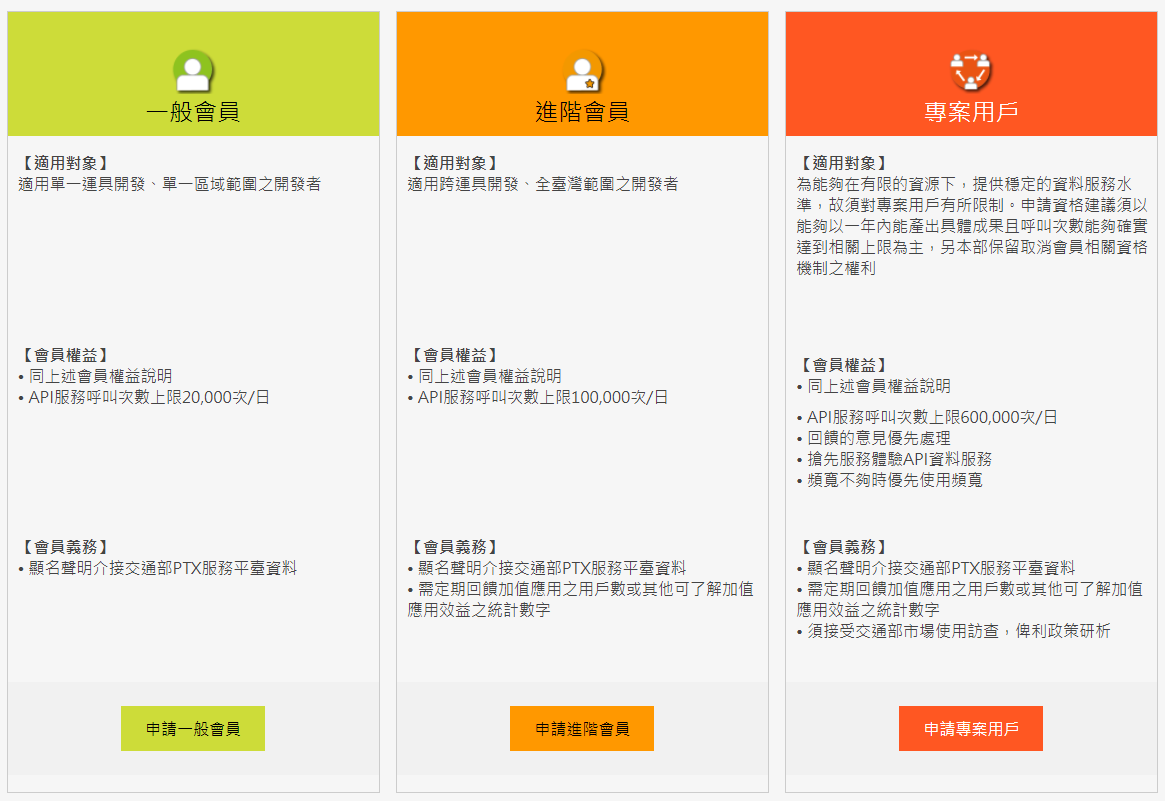 一般會員
【適用對象】
適用單一運具開發、單一區域範圍之開發者
【會員權益】
• 同上述會員權益說明
• API服務呼叫次數上限20,000次/日
【會員義務】
• 顯名聲明介接交通部PTX服務平臺資料
申請一般會員
進階會員
【適用對象】
適用跨運具開發、全臺灣範圍之開發者
【會員權益】
• 同上述會員權益說明
• API服務呼叫次數上限100,000次/日
【會員義務】
• 顯名聲明介接交通部PTX服務平臺資料
• 需定期回饋加值應用之用戶數或其他可了解加值
應用效益之統計數字
申請進階會員
專案用戶
【適用對象】
為能夠在有限的資源下，提供穩定的資料服務水
準，故須對專案用戶有所限制。申請資格建議須以
能夠以一年內能產出具體成果且呼叫次數能夠確實
達到相關上限為主，另本部保留取消會員相關資格
機制之權利
【會員權益】
• 同上述會員權益說明
• API服務呼叫次數上限600,000次/日
• 回饋的意見優先處理
• 搶先服務體驗API資料服務
• 頻寬不夠時優先使用頻寬
【會員義務】
• 顯名聲明介接交通部PTX服務平臺資料
• 需定期回饋加值應用之用戶數或其他可了解加值
應用效益之統計數字
• 須接受交通部市場使用訪查，俾利政策研析
申請專案用戶